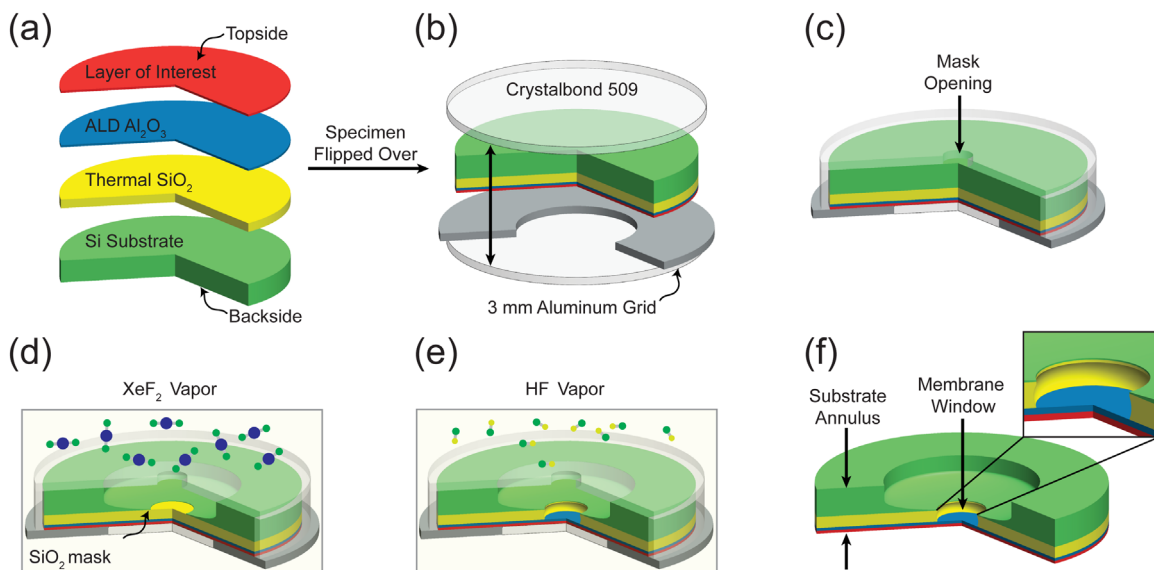 (a)
Topside
Layer of Interest
ALD Al₂O₃
Thermal SiO₂
Si Substrate
Backside
Specimen
Flipped Over
(b)
Crystalbond 509
3 mm Aluminum Grid
(c)
Mask
Opening
(d)
XeF₂ Vapor
SiO₂ mask
(e)
HF Vapor
(f)
Substrate
Annulus
Membrane
Window